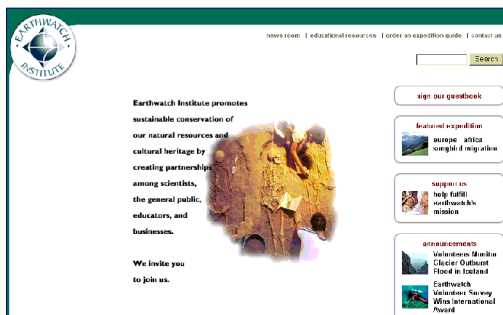 EARTHWATCH
INSTITUTE
news room | educational resources | order an expedition guide | contact us
Search
Earthwatch Institute promotes
sustainable conservation of
our natural resources and
cultural heritage by
creating partnerships
among scientists,
the general public,
educators, and
businesses.
We invite you
to join us.
sign our guestbook
featured expedition
europe africa
songbird migration
support us
help fulfill
earthwatch's
mission
announcements
Volunteers Monitor
Glacier Outburst
Flood in Iceland
Earthwatch
Volunteer Survey
Wins International
Award